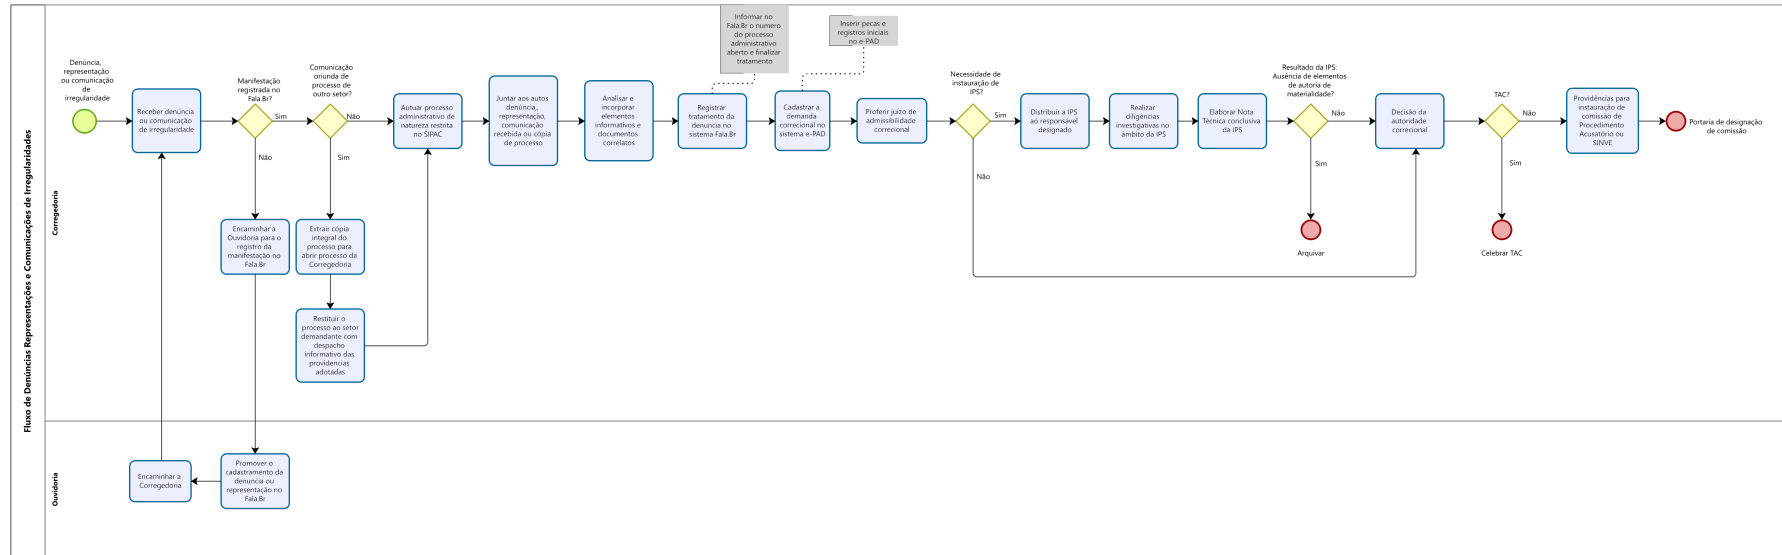 Fluxo de Denúncias Representações e Comunicações de Irregularidades
Corregedoria
Denúncia,
representação
ou comunicação
de
irregularidade
Receber denúncia
ou comunicação
de irregularidade
Manifestação
registrada no
Fala.Br?
Sim
Não
Comunicação
oriunda de
processo de
outro setor?
Não
Sim
Encaminhar a
Ouvidoria para o
registro da
manifestação no
Fala.Br
Extrair cópia
integral do
processo para
abrir processo da
Corregedoria
Restituir o
processo ao setor
demandante com
despacho
informativo das
providencias
adotadas
Autuar processo
administrativo de
natureza restrita
no SIPAC
Juntar aos autos
denúncia,
representação,
comunicação
recebida ou cópia
de processo
Analisar e
incorporar
elementos
informativos e
documentos
correlatos
Informar no
Fala.Br o numero
do processo
administrativo
aberto e finalizar
tratamento
Registrar
tratamento da
denuncia no
sistema Fala.Br
Inserir pecas e
registros iniciais
no e-PAD
Cadastrar a
demanda
correcional no
sistema e-PAD
Proferir juízo de
admissibilidade
correcional
Necessidade de
instauração de
IPS?
Sim
Não
Distribuir a IPS
ao responsável
designado
Realizar
diligências
investigativas no
âmbito da IPS
Elaborar Nota
Técnica conclusiva
da IPS
Resultado da IPS:
Ausência de elementos
de autoria de
materialidade?
Não
Sim
Arquivar
Decisão da
autoridade
correcional
TAC?
Não
Sim
Celebrar TAC
Providências para
instauração de
comissão de
Procedimento
Acusatório ou
SINVE
Portaria de designação
de comissão
Ouvidoria
Encaminhar a
Corregedoria
Promover o
cadastramento da
denuncia ou
representação no
Fala.Br